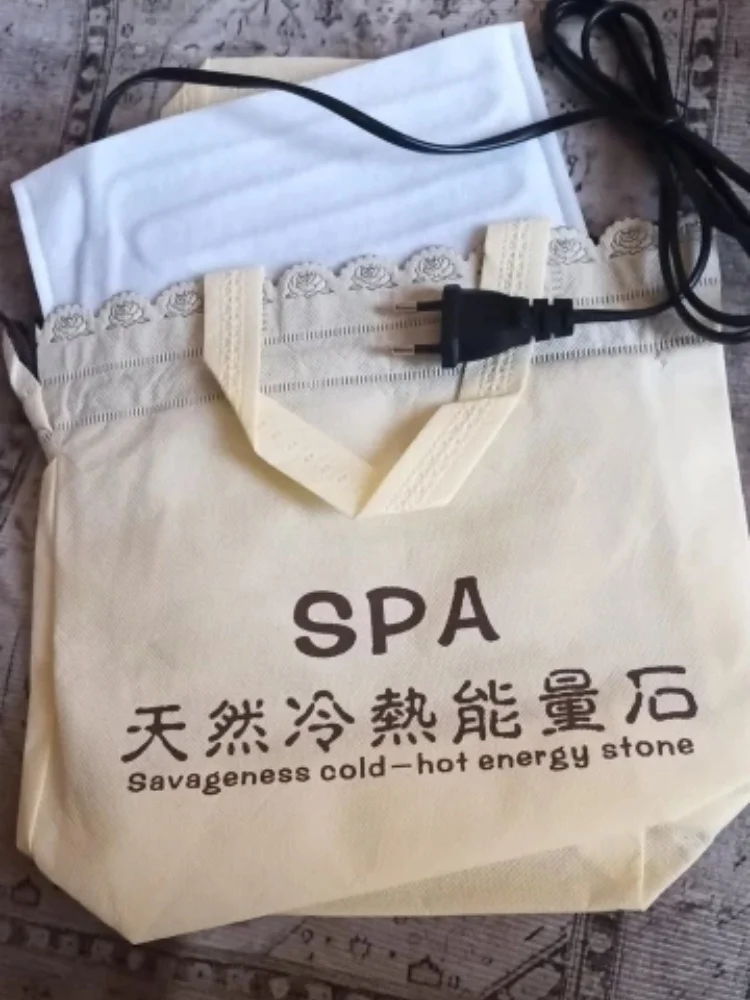 SPA
天然冷熱能量石
Savageness cold-hot energy stone